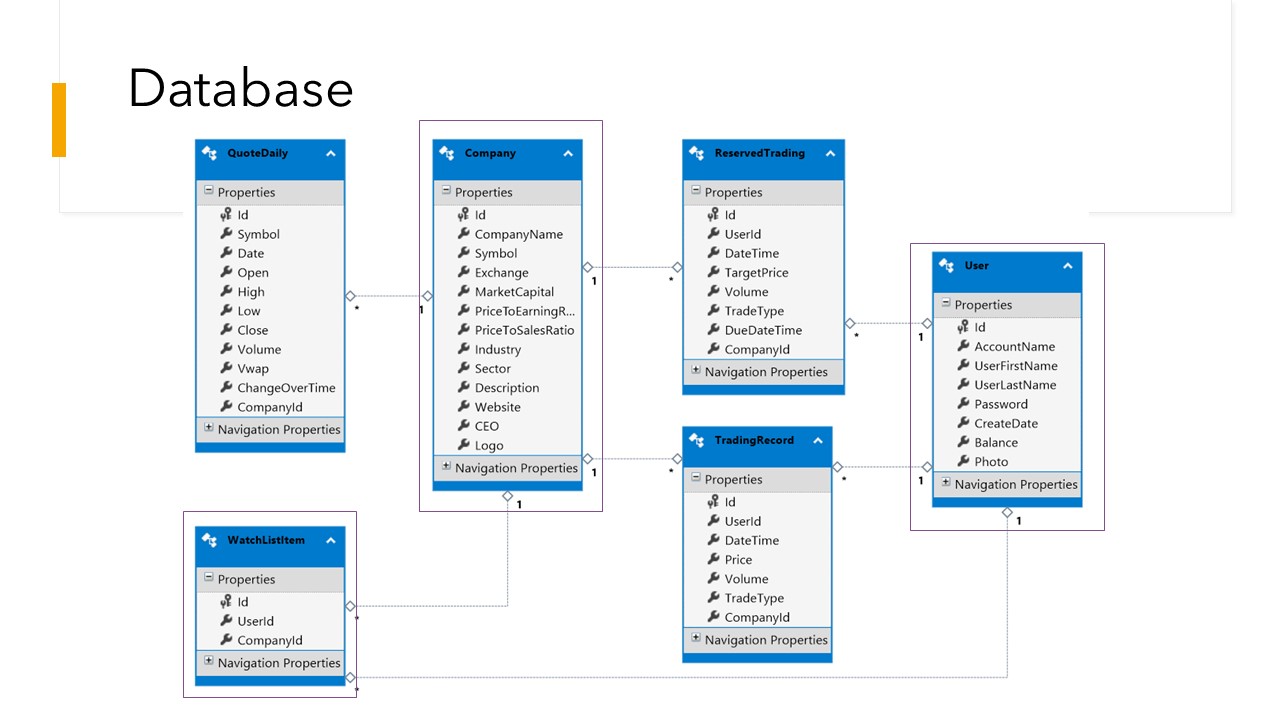 Database
QuoteDaily
Properties
Id
Symbol
Date
Open
High
Low
Close
Volume
Vwap
ChangeOverTime
CompanyId
Navigation Properties
Company
Properties
Id
CompanyName
Symbol
Exchange
MarketCapital
PriceToEarningR...
PriceToSalesRatio
Industry
Sector
Description
Website
CEO
Logo
Navigation Properties
ReservedTrading
Properties
Id
UserId
DateTime
TargetPrice
Volume
TradeType
DueDateTime
CompanyId
Navigation Properties
User
Properties
Id
AccountName
UserFirstName
UserLastName
Password
CreateDate
Balance
Photo
Navigation Properties
TradingRecord
Properties
Id
UserId
DateTime
Price
Volume
TradeType
CompanyId
Navigation Properties
WatchListItem
Properties
Id
UserId
CompanyId
Navigation Properties
* 1
1 *
* 1
1 *
* 1
1
*
1
*